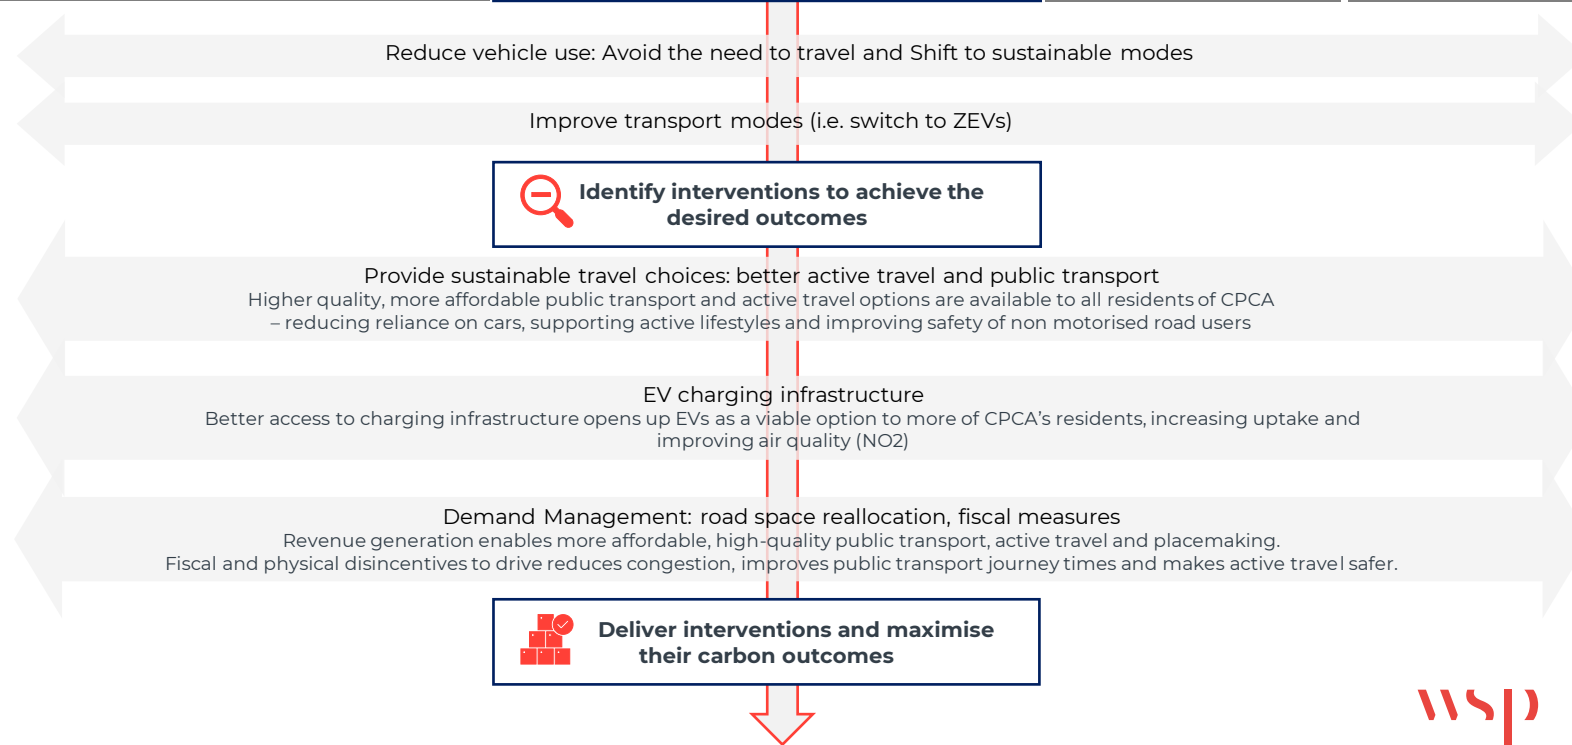 Reduce vehicle use: Avoid the need to travel and Shift to sustainable modes
Improve transport modes (i.e. switch to ZEVs)
Identify interventions to achieve the
desired outcomes
Provide sustainable travel choices: better active travel and public transport
Higher quality, more affordable public transport and active travel options are available to all residents of CPCA
– reducing reliance on cars, supporting active lifestyles and improving safety of non motorised road users
EV charging infrastructure
Better access to charging infrastructure opens up EVs as a viable option to more of CPCA's residents, increasing uptake and
improving air quality (NO2)
Demand Management: road space reallocation, fiscal measures
Revenue generation enables more affordable, high-quality public transport, active travel and placemaking.
Fiscal and physical disincentives to drive reduces congestion, improves public transport journey times and makes active travel safer.
Deliver interventions and maximise
their carbon outcomes
wsp